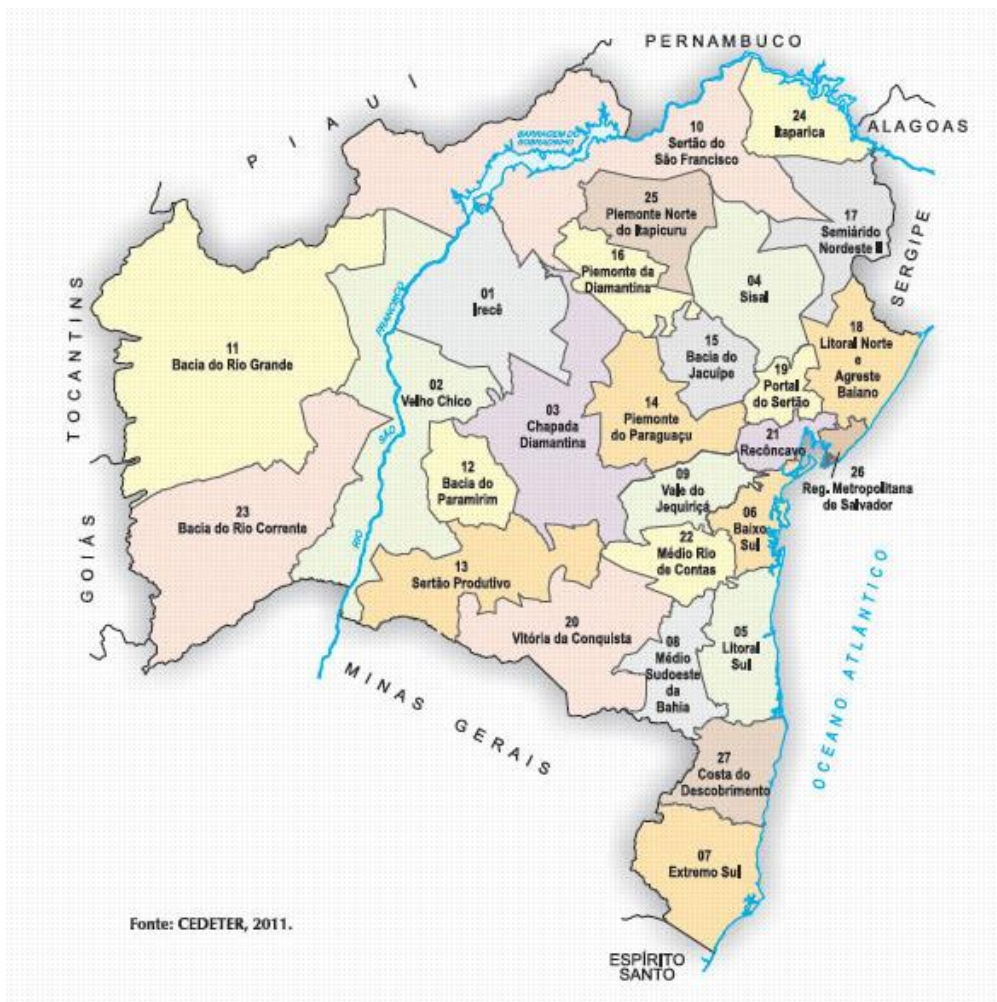 PERNAMBUCO
PIAUI
ALAGOAS
SERGIPE
TOCANTINS
GOIÁS
BARRAGEM DO
SOBRADINHO
24
Itaparica
10
Sertão do
São Francisco
25
Piemonte Norte
do Itapicuru
17
Semiárido
Nordeste II
16
Piemonte da
Diamantina
04
Sisal
01
Irecê
FRANCISCO
11
Bacia do Rio Grande
15
Bacia do
Jacuípe
18
Litoral Norte
e
Agreste
Baiano
19
Portal
do Sertão
02
Velho Chico
03
Chapada
Diamantina
14
Piemonte
do Paraguaçu
SÃO
21
Recôncavo
26
Reg. Metropolitana
de Salvador
12
Bacia do
Paramirim
09
Vale do
Jequiriçá
23
Bacia do Rio Corrente
06
Baixo
Sul
RIO
22
Médio Rio
de Contas
13
Sertão Produtivo
20
Vitória da Conquista
08
Médio
Sudoeste
da
Bahia
05
Litoral
Sul
MINAS GERAIS
OCEANO ATLÂNTICO
27
Costa do
Descobrimento
07
Extremo Sul
Fonte: CEDETER, 2011.
ESPÍRITO
SANTO